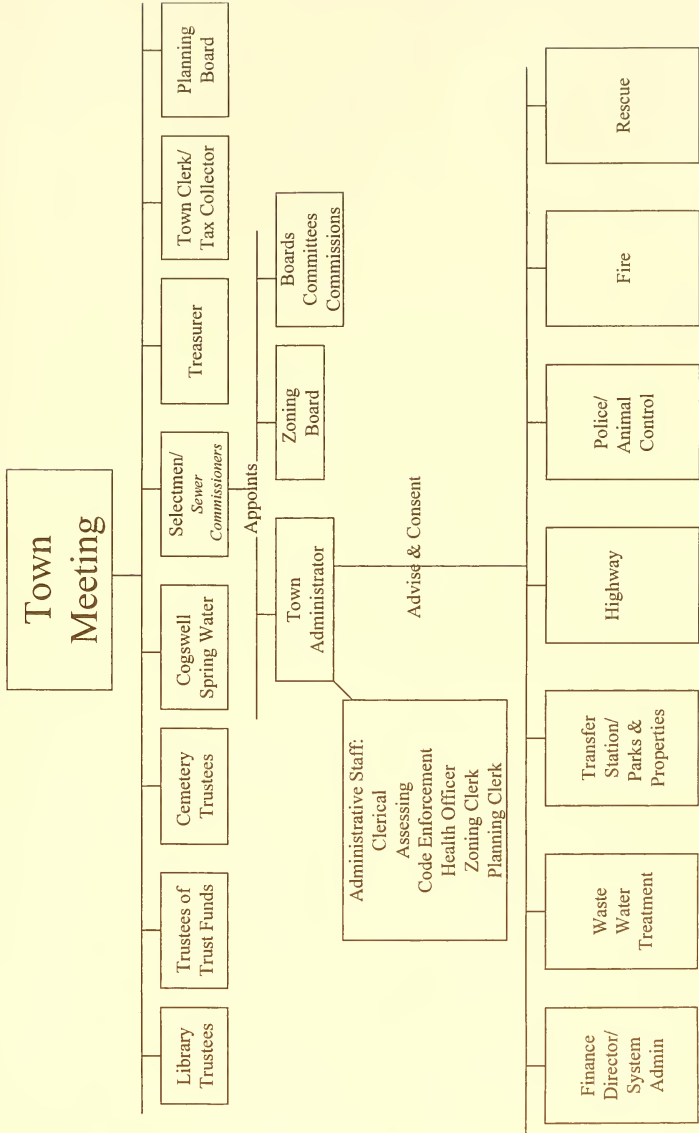 Town
Meeting
Library
Trustees
Trustees of
Trust Funds
Cemetery
Trustees
Cogswell
Spring Water
Selectmen/
Sewer
Commissioners
Treasurer
Town Clerk/
Tax Collector
Planning
Board
Appoints
Town
Administrator
Zoning
Board
Boards
Committees
Commissions
Administrative Staff:
Clerical
Assessing
Code Enforcement
Health Officer
Zoning Clerk
Planning Clerk
Advise & Consent
Finance
Director/
System
Admin
Waste
Water
Treatment
Transfer
Station/
Parks &
Properties
Highway
Police/
Animal
Control
Fire
Rescue